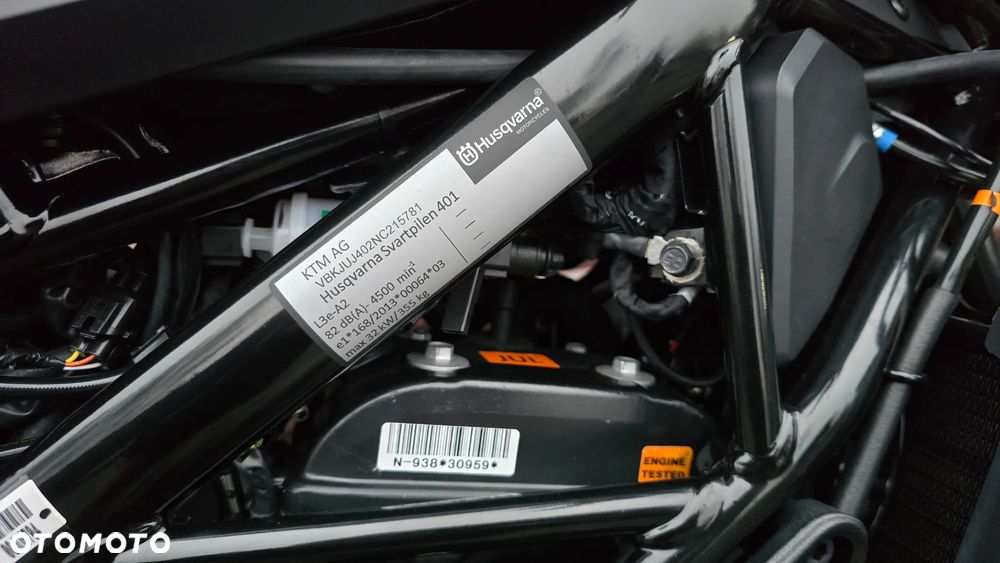 Husqvarna®
MOTORCYCLES
KTM AG
VBKJUJ402NC215781
Husqvarna Svartpilen 401
L3e-A2
82 dB(A)- 4500 min⁻¹
e1*168/2013*00064*03
max 32 kW/355 kg
JUL
N-938*30959*
ENGINE
TESTED
OTOMOTO